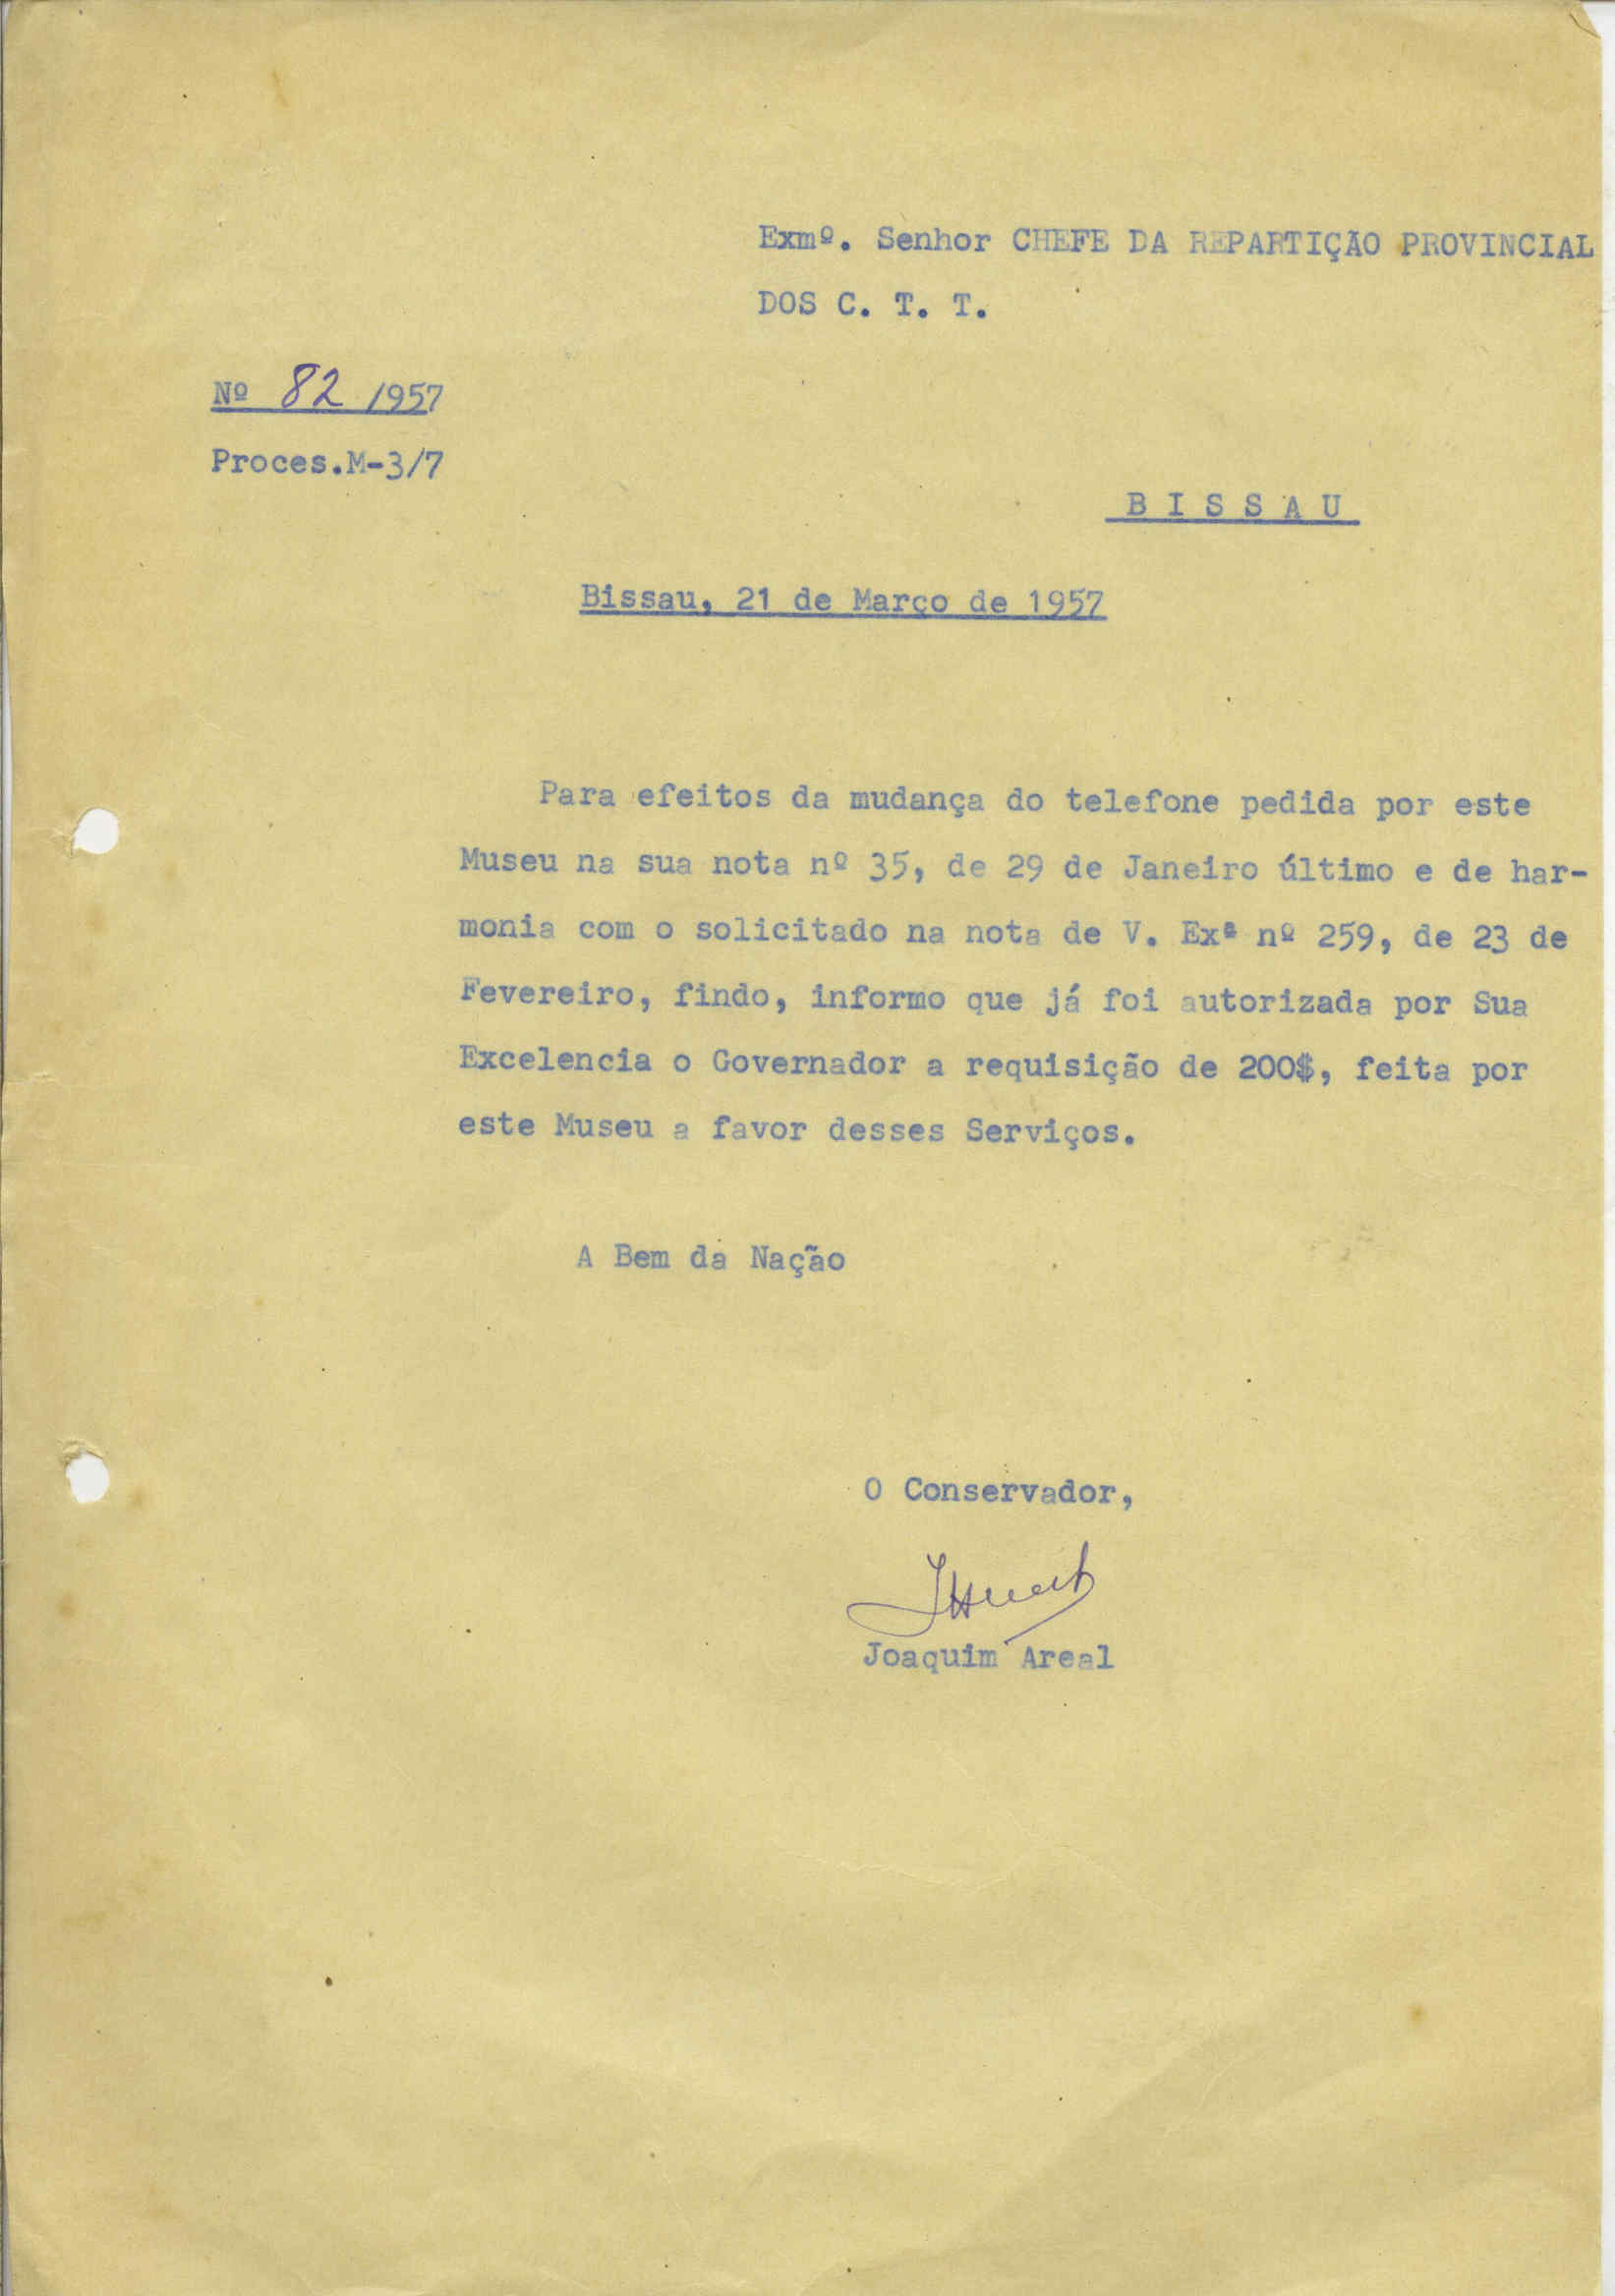 Exmº. Senhor CHEFE DA REPARTIÇÃO PROVINCIAL
DOS C. T. T.
Nº 82 /1957
Proces.M-3/7
B I S S A U
Bissau, 21 de Março de 1957
Para efeitos da mudança do telefone pedida por este
Museu na sua nota nº 35, de 29 de Janeiro último e de har-
monia com o solicitado na nota de V. Exª nº 259, de 23 de
Fevereiro, findo, informo que já foi autorizada por Sua
Excelencia o Governador a requisição de 200$, feita por
este Museu a favor desses Serviços.
A Bem da Nação
O Conservador,
Joaquim Areal